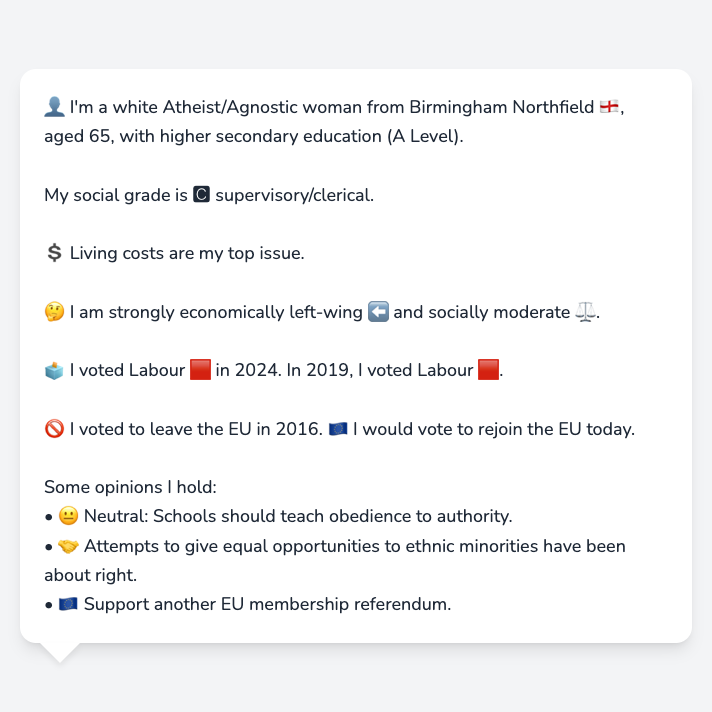 👤 I'm a white Atheist/Agnostic woman from Birmingham Northfield 🏴󠁧󠁢󠁥󠁮󠁧󠁿,
aged 65, with higher secondary education (A Level).
My social grade is 🅲 supervisory/clerical.
💲 Living costs are my top issue.
🤔 I am strongly economically left-wing ⬅️ and socially moderate ⚖️.
🗳️ I voted Labour 🟥 in 2024. In 2019, I voted Labour 🟥.
🚫 I voted to leave the EU in 2016. 🇪🇺 I would vote to rejoin the EU today.
Some opinions I hold:
• 😐 Neutral: Schools should teach obedience to authority.
• 🤝 Attempts to give equal opportunities to ethnic minorities have been
about right.
• 🇪🇺 Support another EU membership referendum.